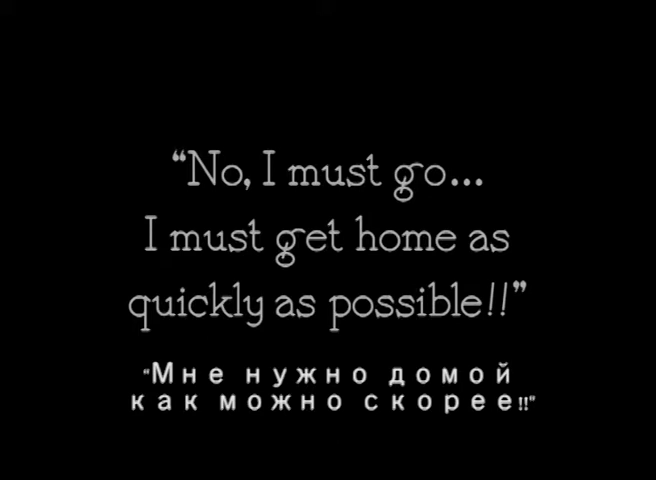 “No, I must go...
I must get home as
quickly as possible!!”
“Мне нужно домой
как можно скорее!!”